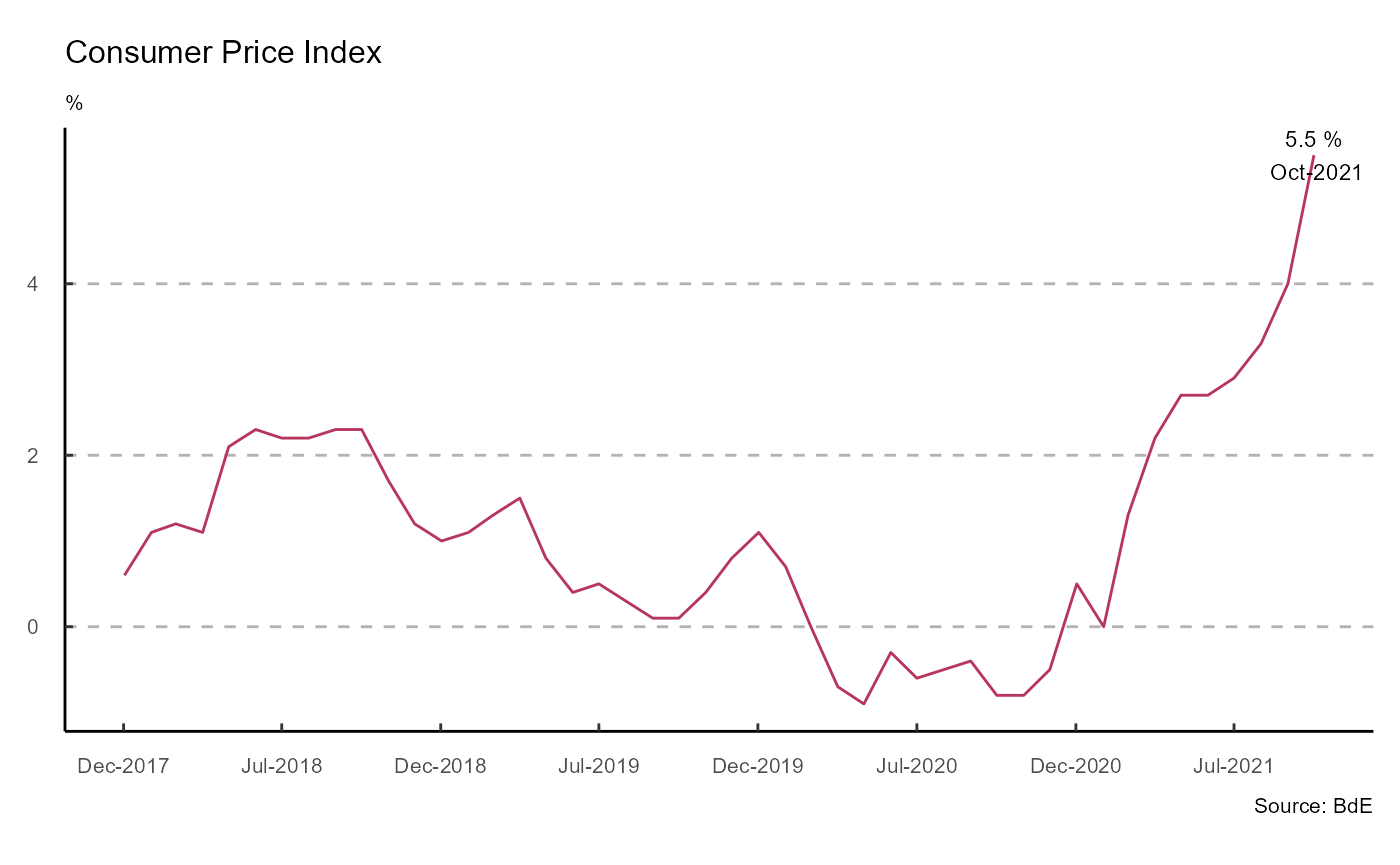 Consumer Price Index
%
5.5 %
Oct-2021
4
2
0
Dec-2017 Jul-2018 Dec-2018 Jul-2019 Dec-2019 Jul-2020 Dec-2020 Jul-2021
Source: BdE